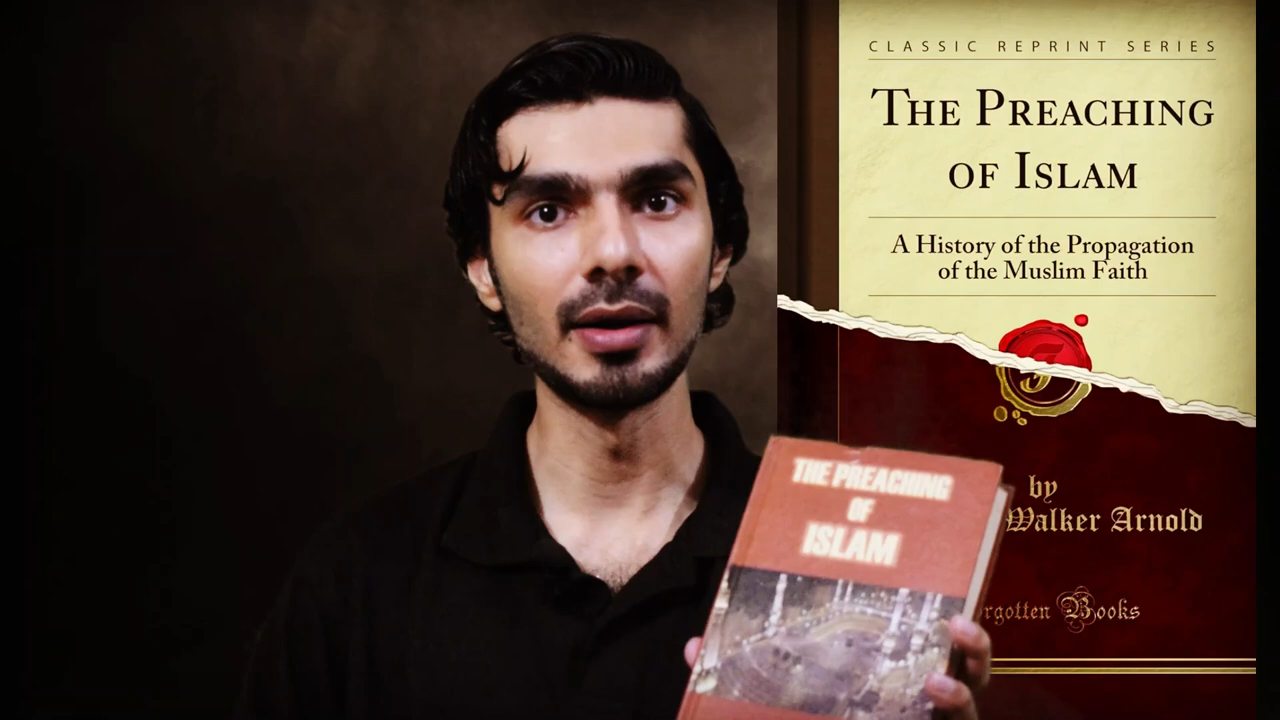 CLASSIC REPRINT SERIES
THE PREACHING
OF ISLAM
A History of the Propagation
of the Muslim Faith
by
Walker Arnold
Books
THE PREACHING
OF
ISLAM